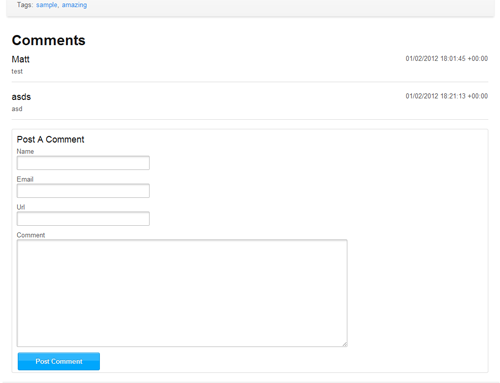 Tags: sample, amazing
Comments
Matt 01/02/2012 18:01:45 +00:00
test
asds 01/02/2012 18:21:13 +00:00
asd
Post A Comment
Name
Email
Url
Comment
Post Comment